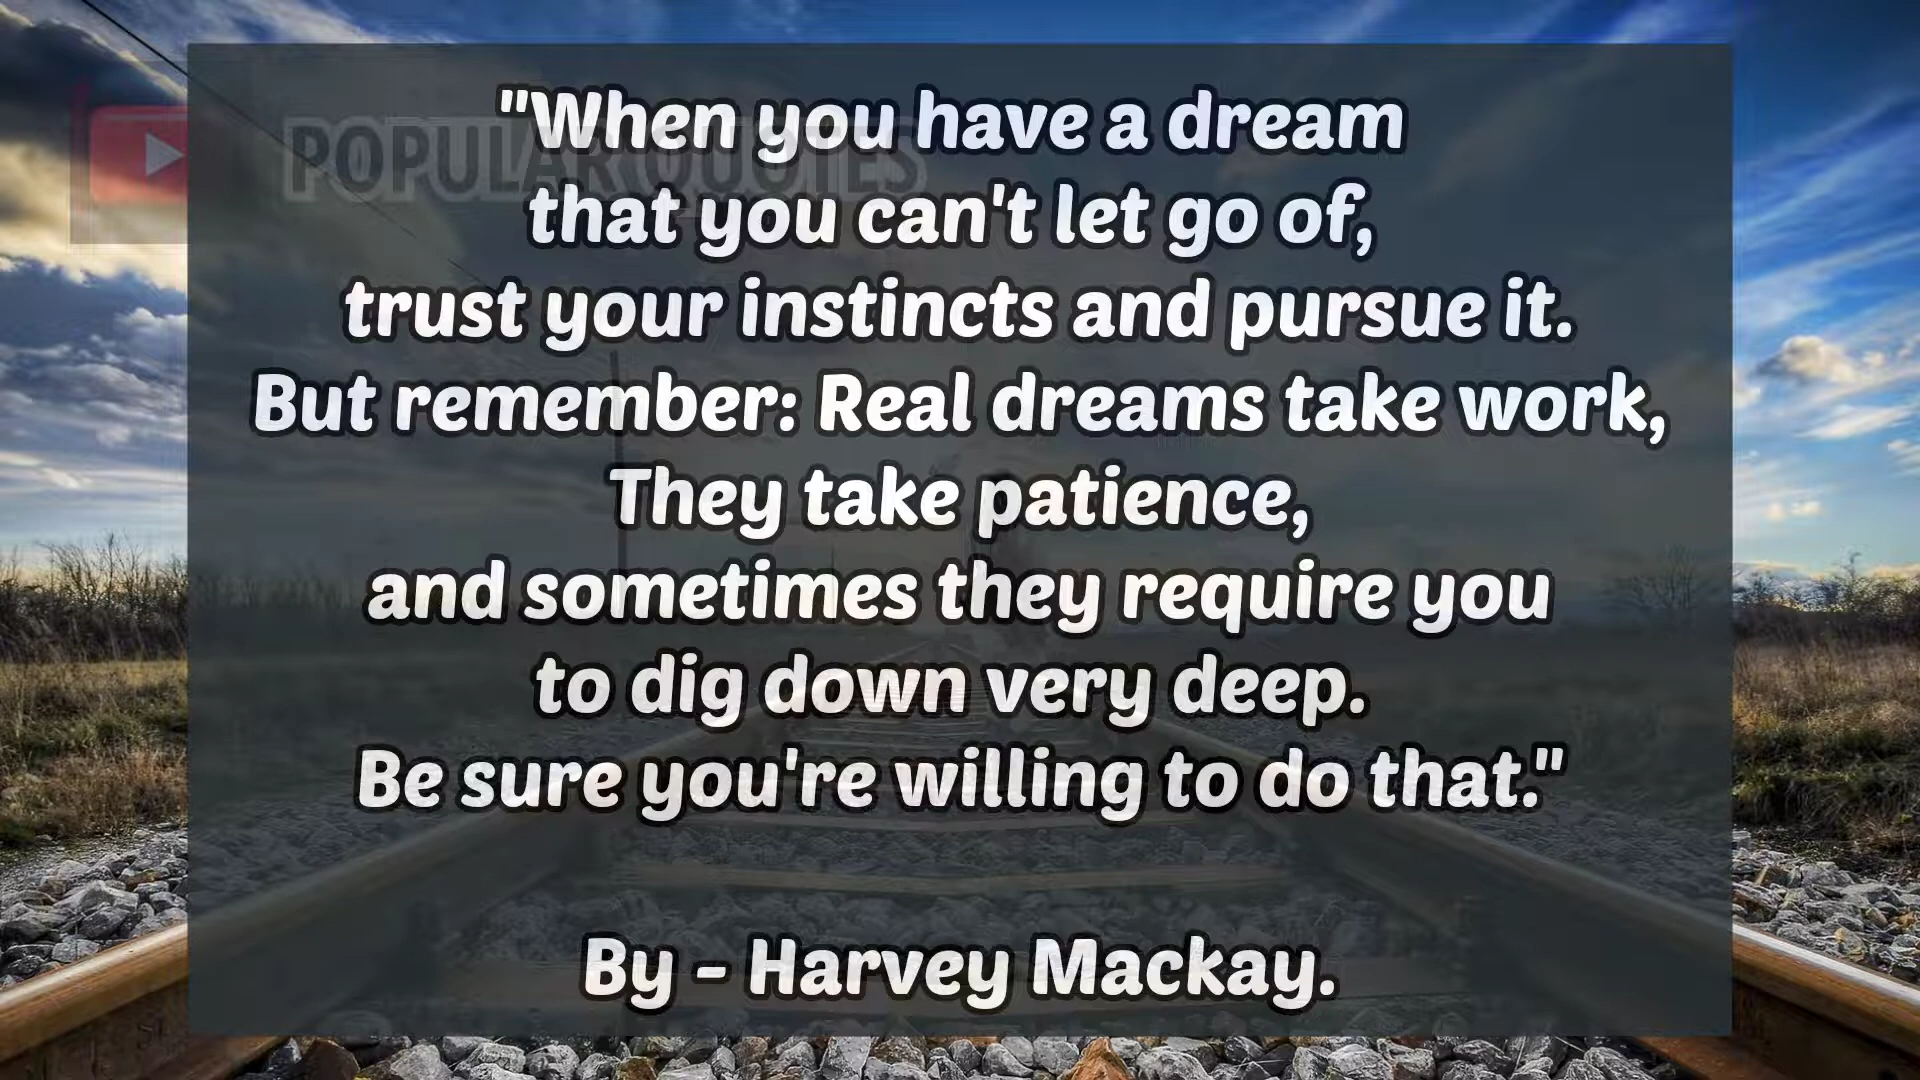 POPULAR QUOTES
"When you have a dream
that you can't let go of,
trust your instincts and pursue it.
But remember: Real dreams take work,
They take patience,
and sometimes they require you
to dig down very deep.
Be sure you're willing to do that."
By - Harvey Mackay.